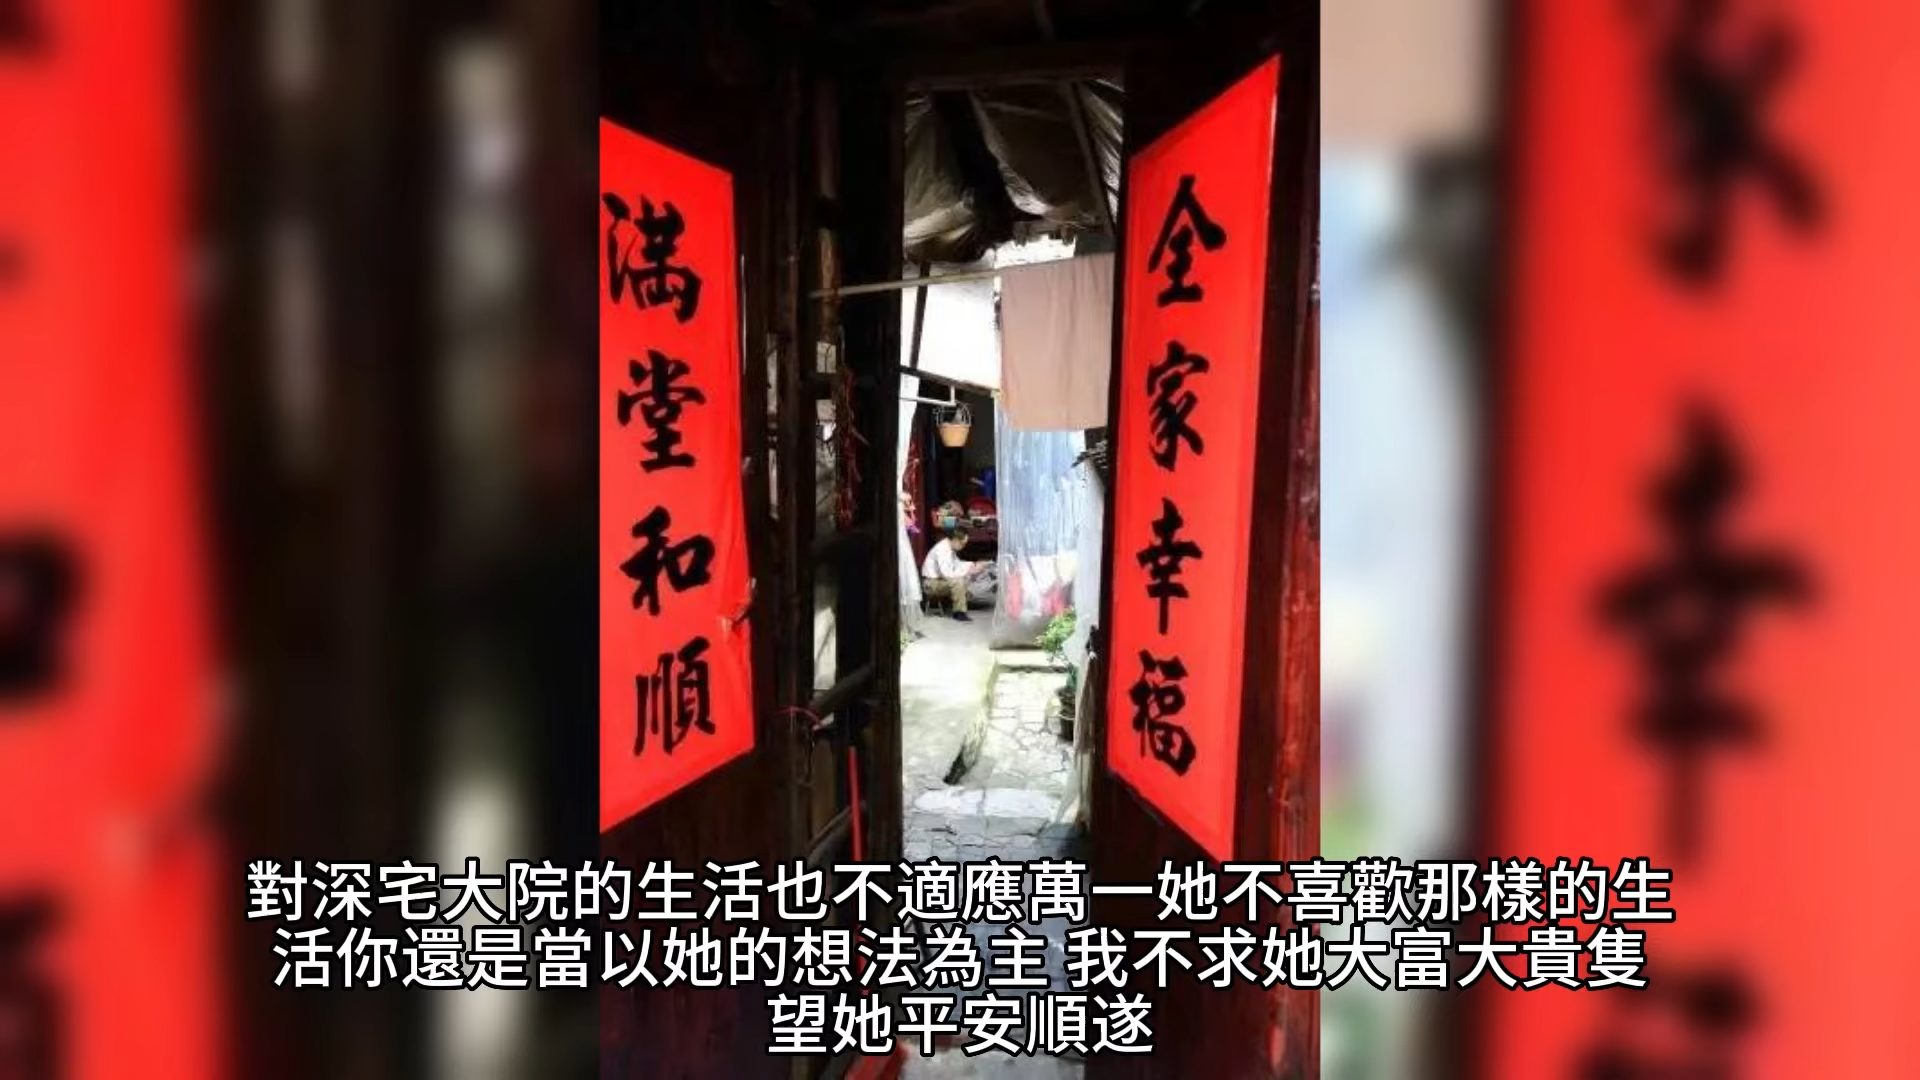 全家幸福
满堂和順
對深宅大院的生活也不適應萬一她不喜歡那樣的生
活你還是當以她的想法為主 我不求她大富大貴隻
望她平安順遂